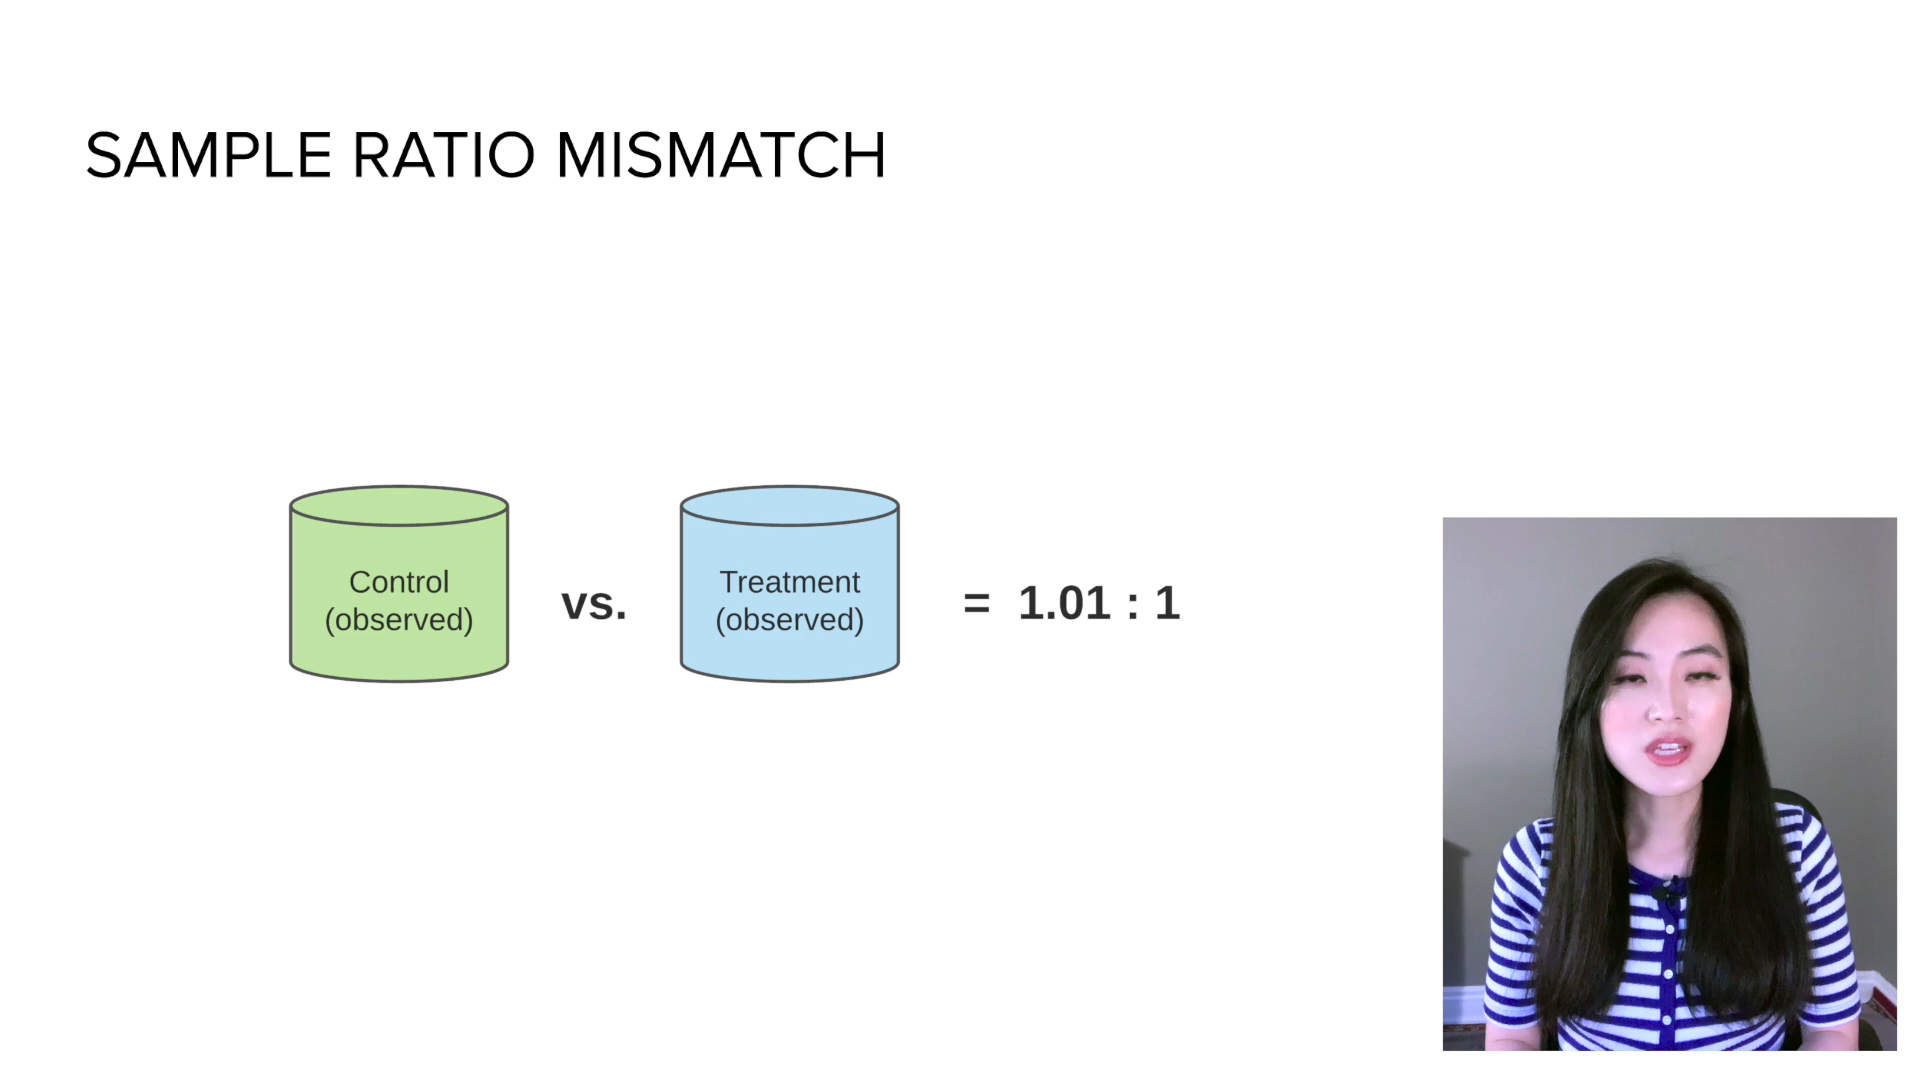 SAMPLE RATIO MISMATCH
Control
(observed)
vs.
Treatment
(observed)
= 1.01 : 1